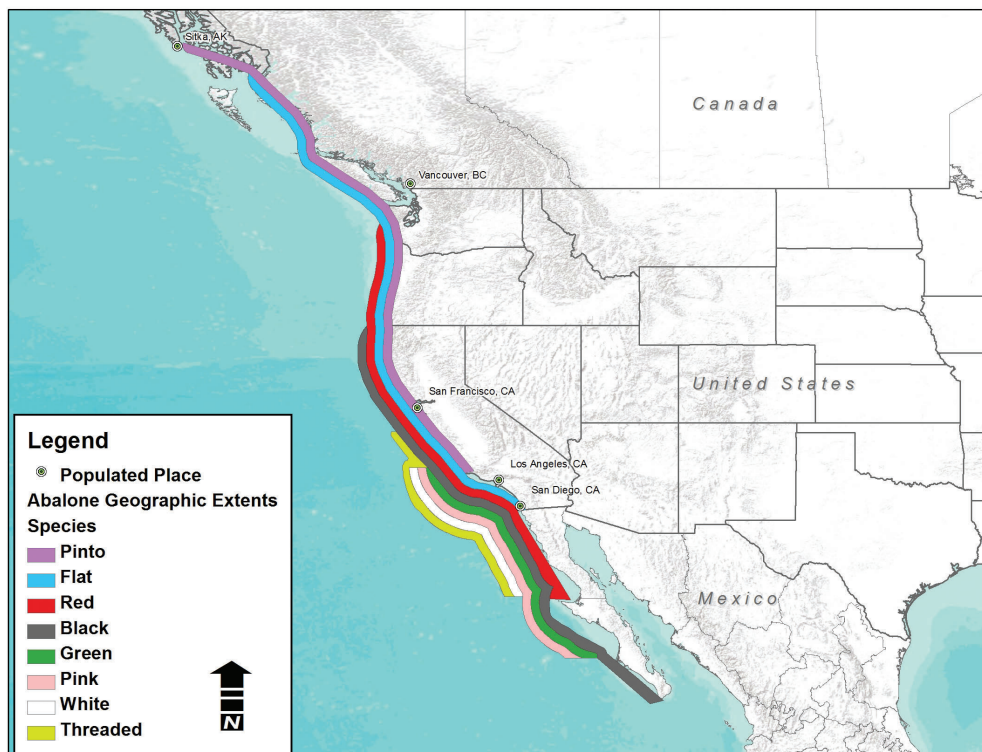 Sitka, AK
Canada
Vancouver, BC
United States
San Francisco, CA
Los Angeles, CA
San Diego, CA
Mexico
Legend
Populated Place
Abalone Geographic Extents
Species
Pinto
Flat
Red
Black
Green
Pink
White
Threaded
N